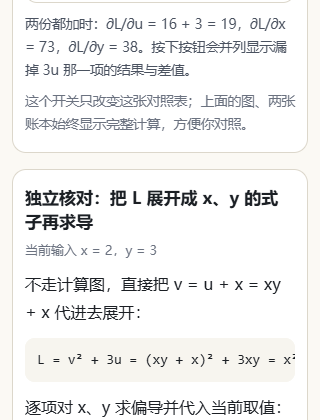 两份都加时：∂L/∂u = 16 + 3 = 19，∂L/∂x
= 73，∂L/∂y = 38。按下按钮会并列显示漏
掉 3u 那一项的结果与差值。
这个开关只改变这张对照表；上面的图、两张
账本始终显示完整计算，方便你对照。
独立核对：把 L 展开成 x、y 的式
子再求导
当前输入 x = 2，y = 3
不走计算图，直接把 v = u + x = xy
+ x 代进去展开：
L = v² + 3u = (xy + x)² + 3xy = x²
逐项对 x、y 求偏导并代入当前取值：